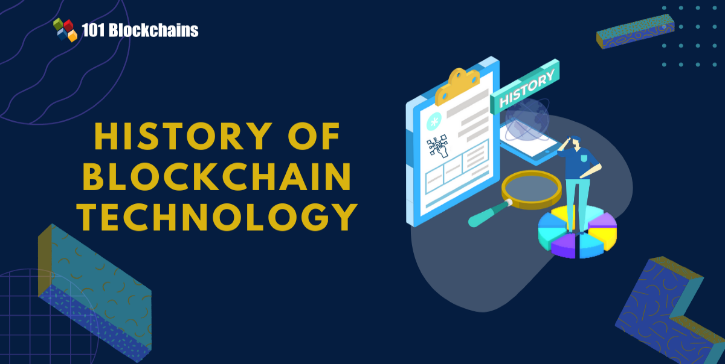 101 Blockchains
HISTORY
HISTORY OF
BLOCKCHAIN
TECHNOLOGY